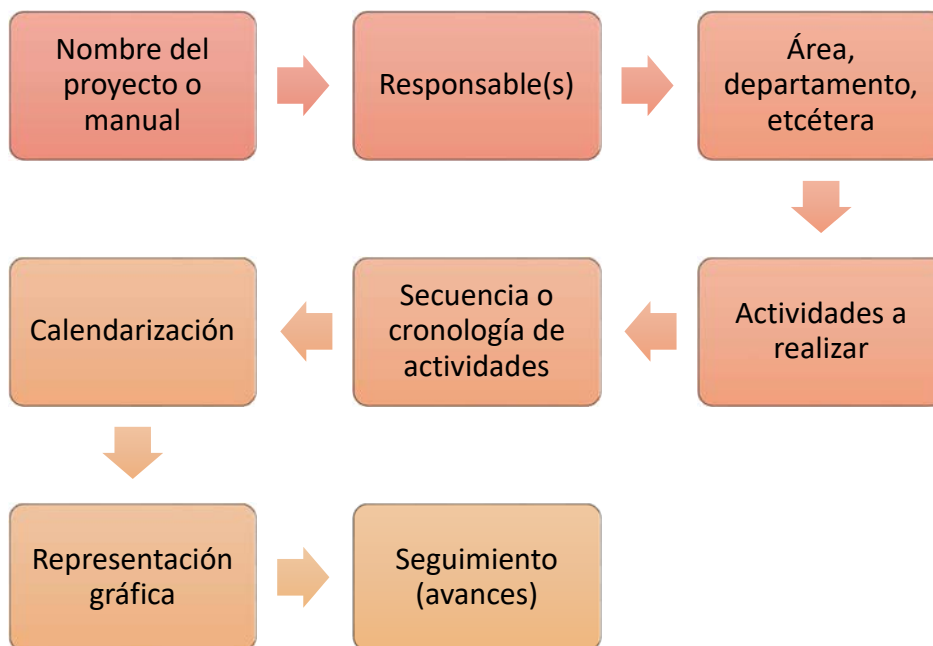 Nombre del
proyecto o
manual
Responsable(s)
Área,
departamento,
etcétera
Actividades a
realizar
Secuencia o
cronología de
actividades
Calendarización
Representación
gráfica
Seguimiento
(avances)